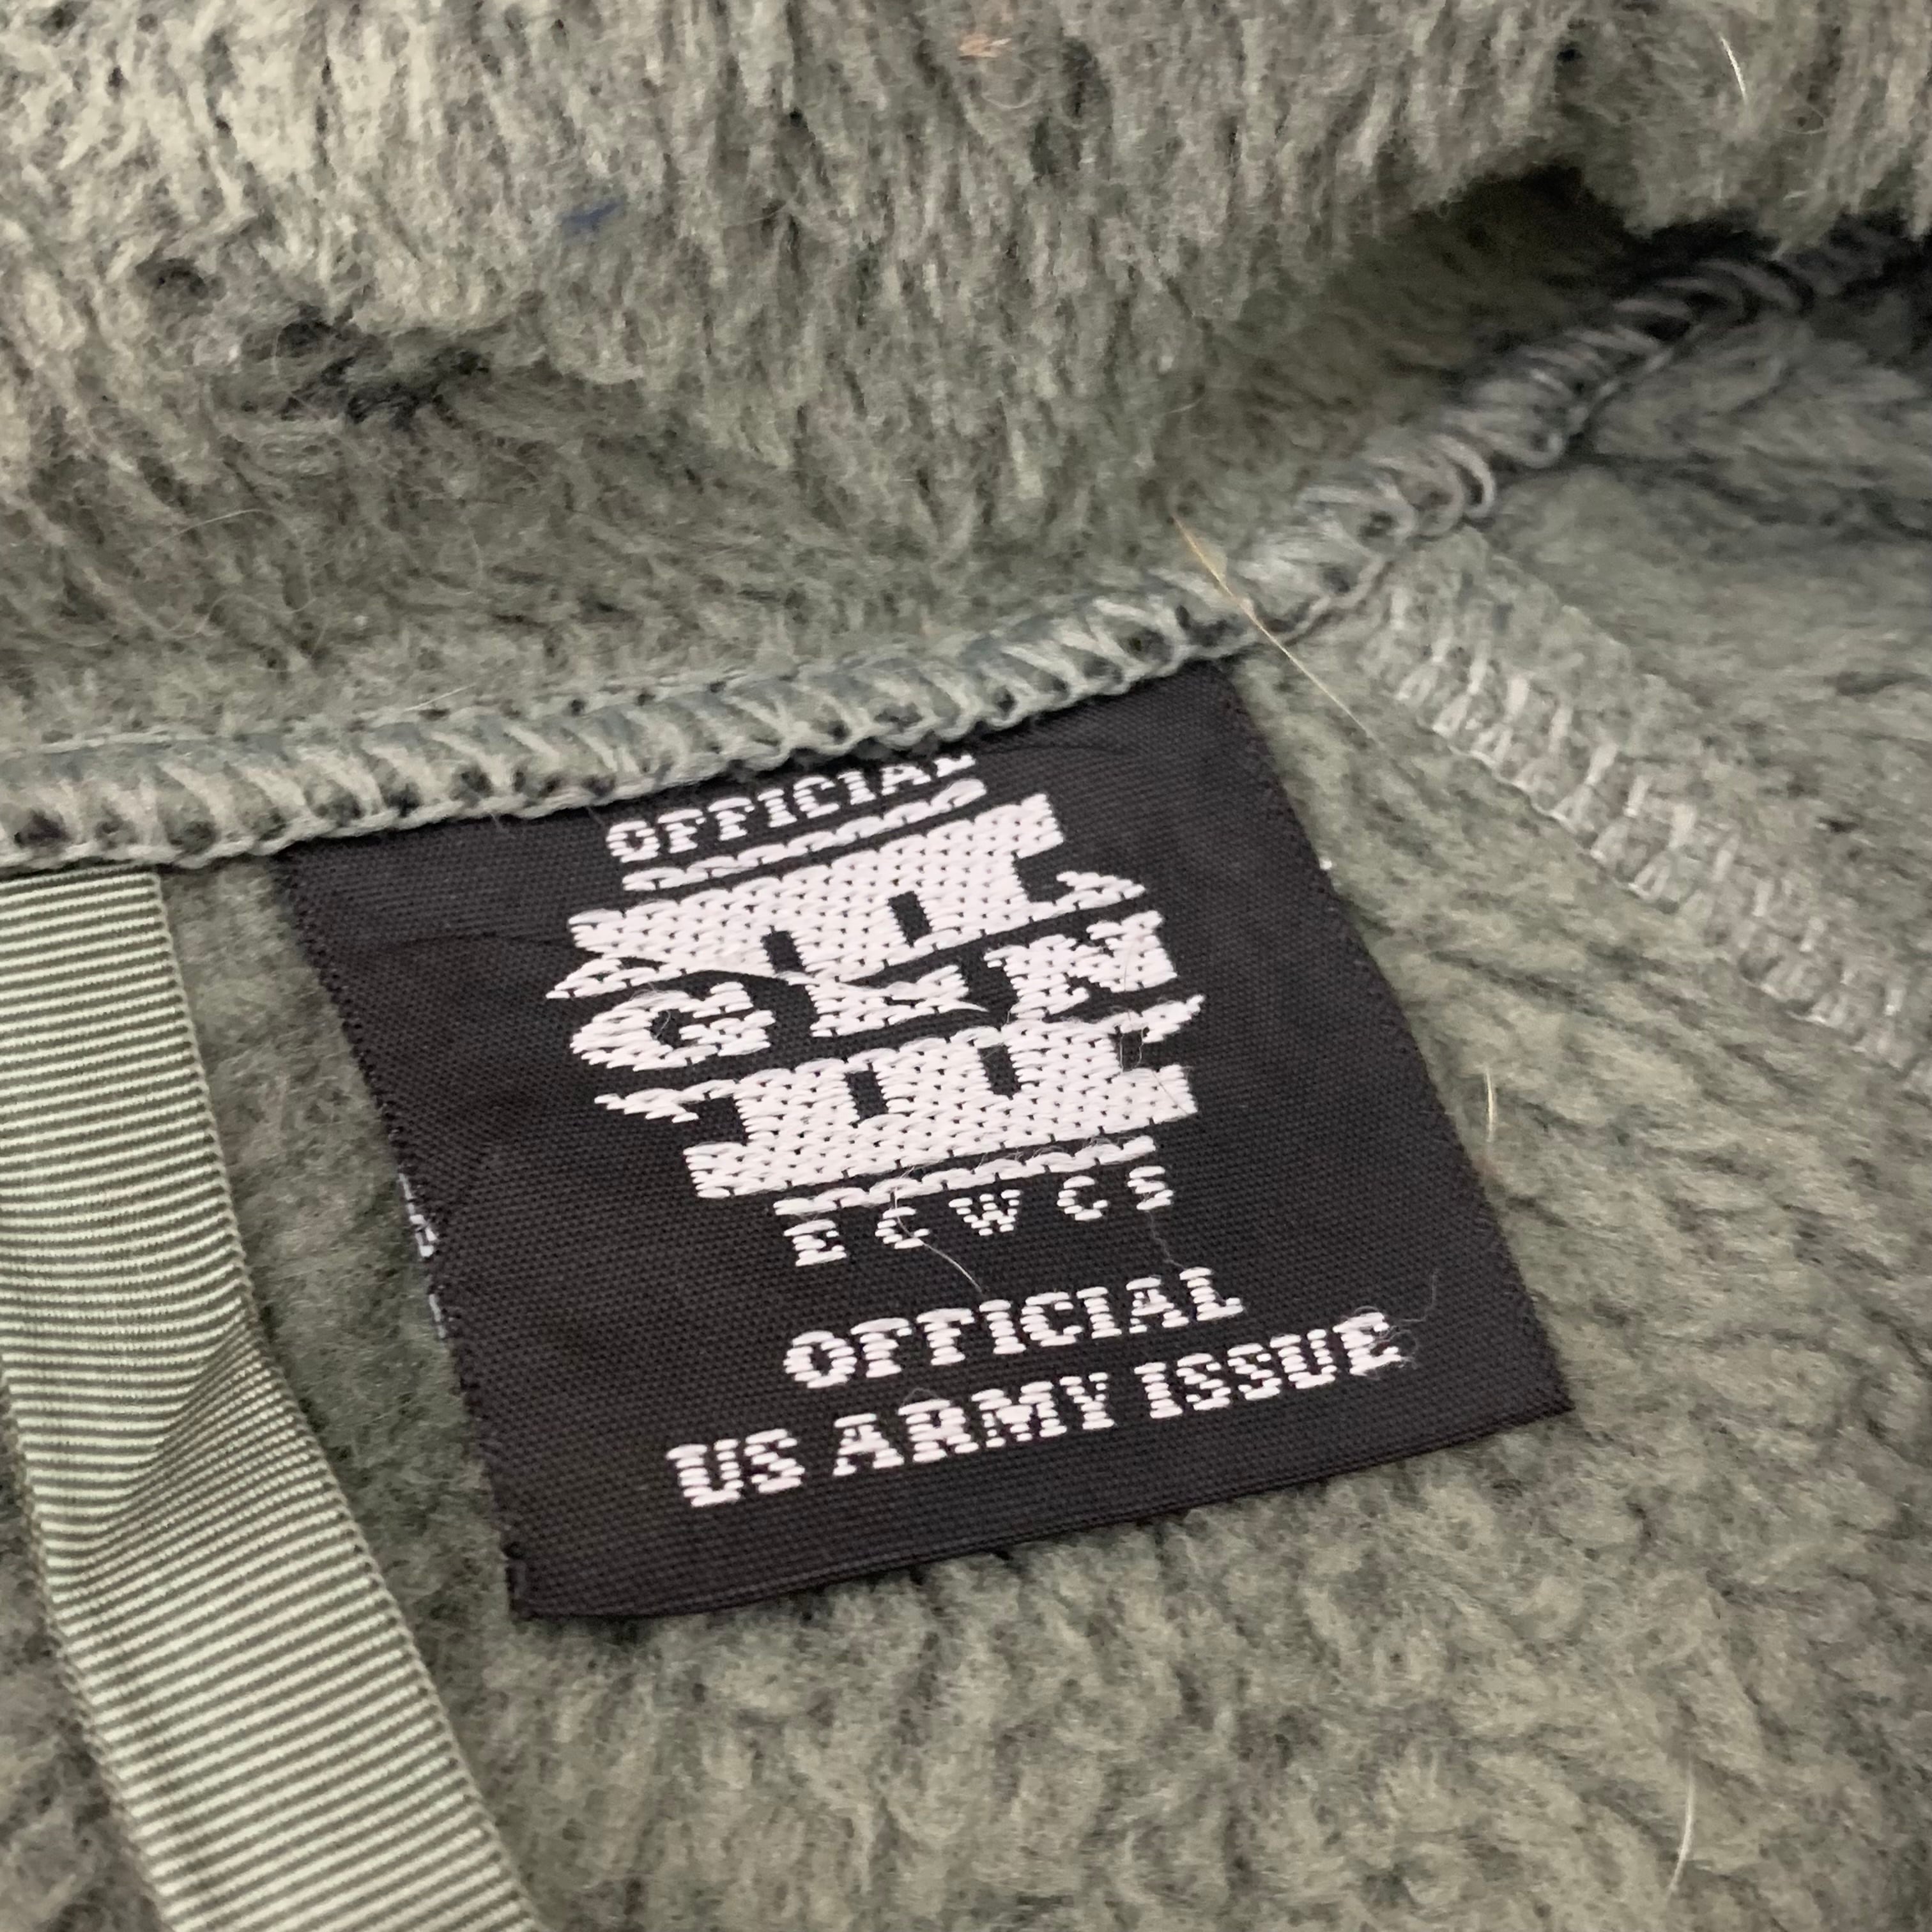 OFFICIAL
GEN
III
ECWCS
OFFICIAL
US ARMY ISSUE